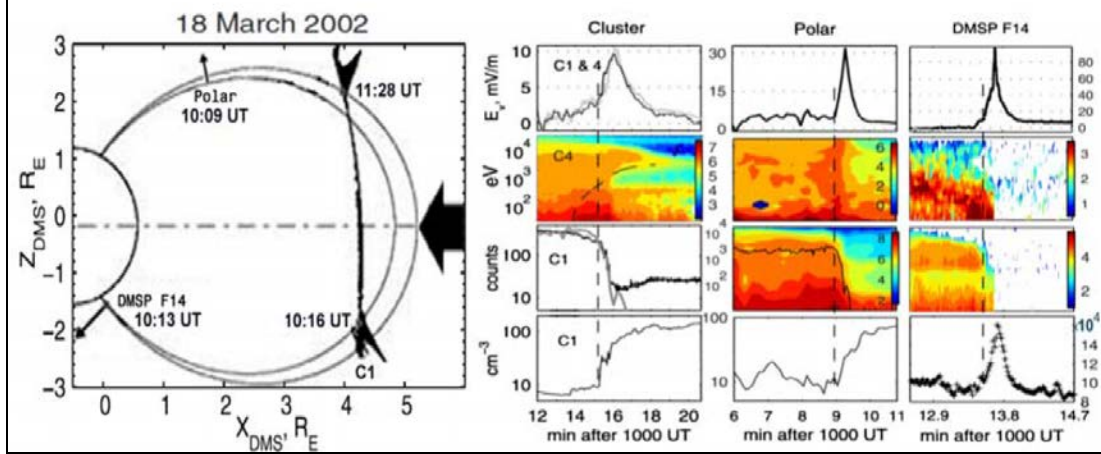 18 March 2002
3
2
1
0
-1
-2
-3
Z_DMS, R_E
0 1 2 3 4 5
X_DMS, R_E
Polar
10:09 UT
11:28 UT
DMSP F14
10:13 UT
10:16 UT
C1
Cluster
Polar
DMSP F14
10
5
0
mV/m
C1 & 4
30
15
0
80
60
40
20
0
eV
10^4
10^3
10^2
C4
7
6
5
4
3
6
4
2
0
3
2
1
counts
100
10
C1
10^3
10^2
8
6
4
2
4
2
cm^-3
100
10
C1
100
10
10^4
14
12
10
8
12 14 16 18 20
min after 1000 UT
6 7 8 9 10 11
min after 1000 UT
12.9 13.8 14.7
min after 1000 UT